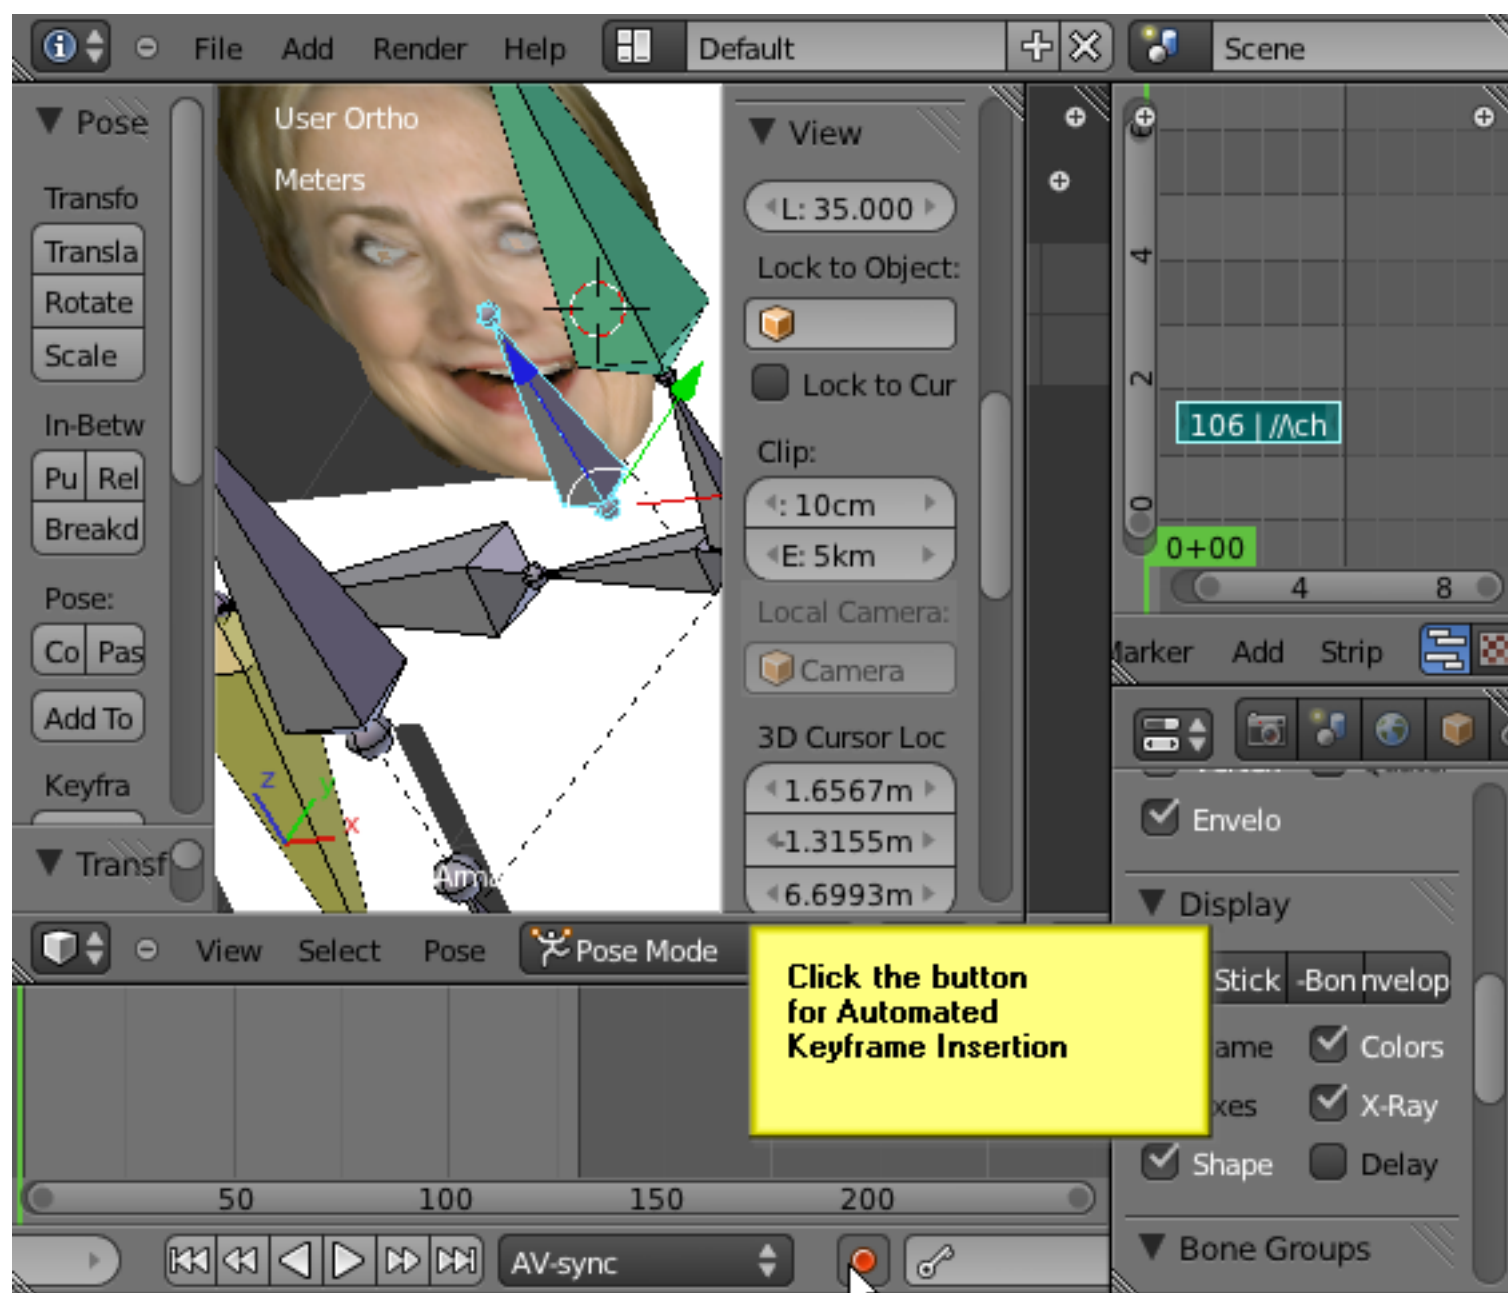 File Add Render Help Default Scene
Pose
Transfo
Transla
Rotate
Scale
In-Betw
Pu Rel
Breakd
Pose:
Co Pas
Add To
Keyfra
Transf
User Ortho
Meters
z y x
View
L: 35.000
Lock to Object:
Lock to Cur
Clip:
: 10cm
E: 5km
Local Camera:
Camera
3D Cursor Loc
1.6567m
-1.3155m
6.6993m
4
2
0
106 | //\ch
0+00
4 8
Marker Add Strip
Envelo
Display
Stick -Bon nvelop
ame Colors
xes X-Ray
Shape Delay
Bone Groups
View Select Pose Pose Mode
Click the button
for Automated
Keyframe Insertion
50 100 150 200
AV-sync